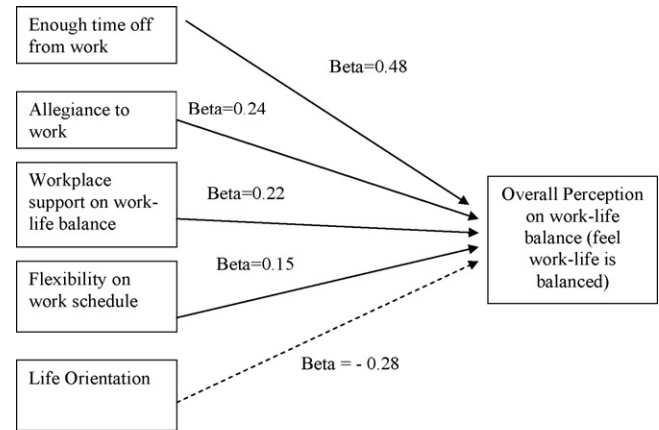 Enough time off
from work
Beta=0.48
Allegiance to
work
Beta=0.24
Workplace
support on work-
life balance
Beta=0.22
Flexibility on
work schedule
Beta=0.15
Life Orientation
Beta = - 0.28
Overall Perception
on work-life
balance (feel
work-life is
balanced)